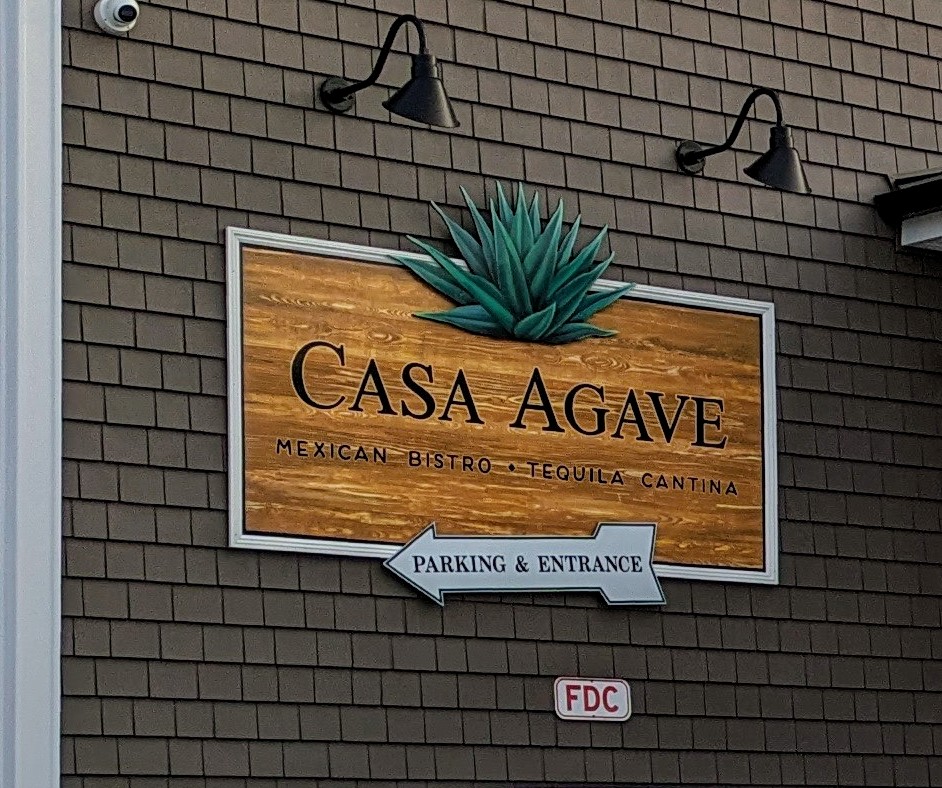 CASA AGAVE
MEXICAN BISTRO • TEQUILA CANTINA
PARKING & ENTRANCE
FDC